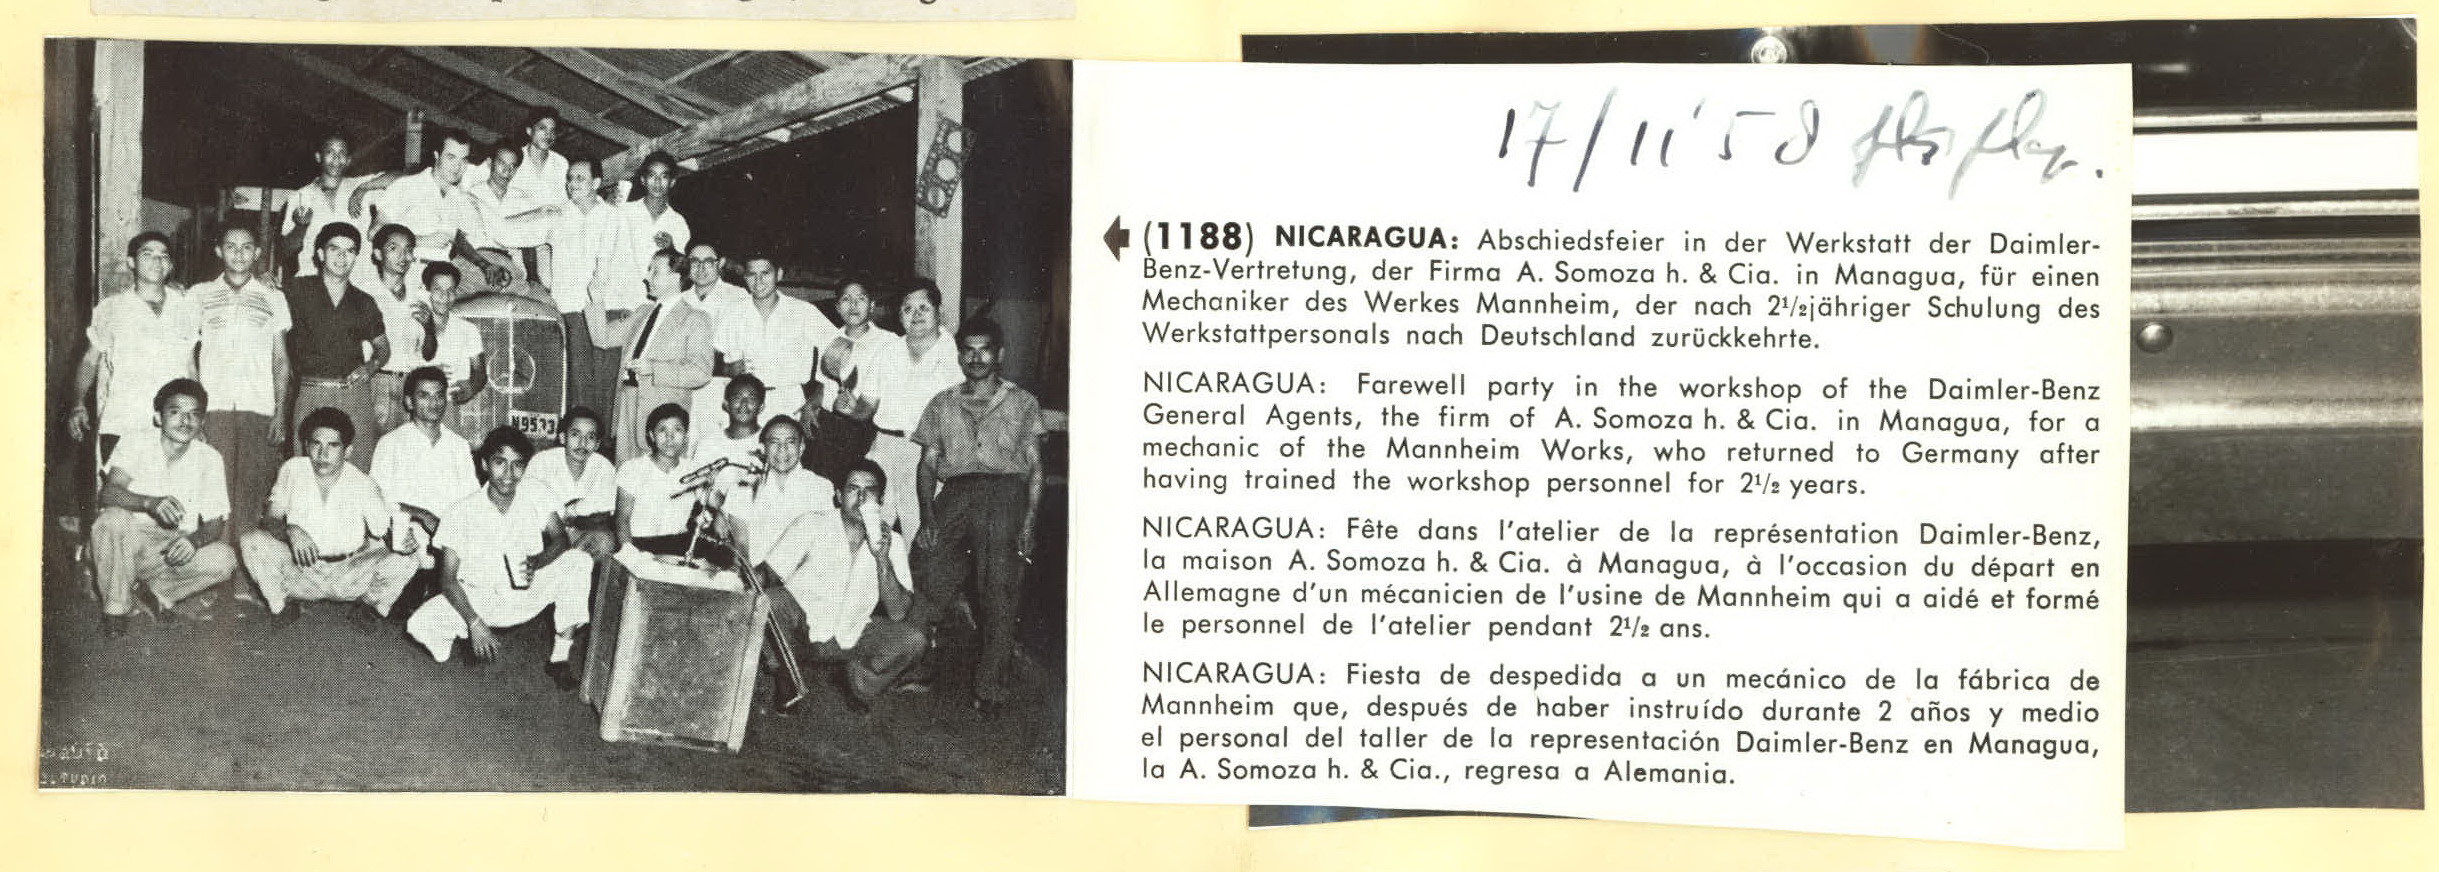 17/11'58
(1188) NICARAGUA: Abschiedsfeier in der Werkstatt der Daimler-
Benz-Vertretung, der Firma A. Somoza h. & Cia. in Managua, für einen
Mechaniker des Werkes Mannheim, der nach 2½jähriger Schulung des
Werkstattpersonals nach Deutschland zurückkehrte.
NICARAGUA: Farewell party in the workshop of the Daimler-Benz
General Agents, the firm of A. Somoza h. & Cia. in Managua, for a
mechanic of the Mannheim Works, who returned to Germany after
having trained the workshop personnel for 2½ years.
NICARAGUA: Fête dans l'atelier de la représentation Daimler-Benz,
la maison A. Somoza h. & Cia. à Managua, à l'occasion du départ en
Allemagne d'un mécanicien de l'usine de Mannheim qui a aidé et formé
le personnel de l'atelier pendant 2½ ans.
NICARAGUA: Fiesta de despedida a un mecánico de la fábrica de
Mannheim que, después de haber instruído durante 2 años y medio
el personal del taller de la representación Daimler-Benz en Managua,
la A. Somoza h. & Cia., regresa a Alemania.